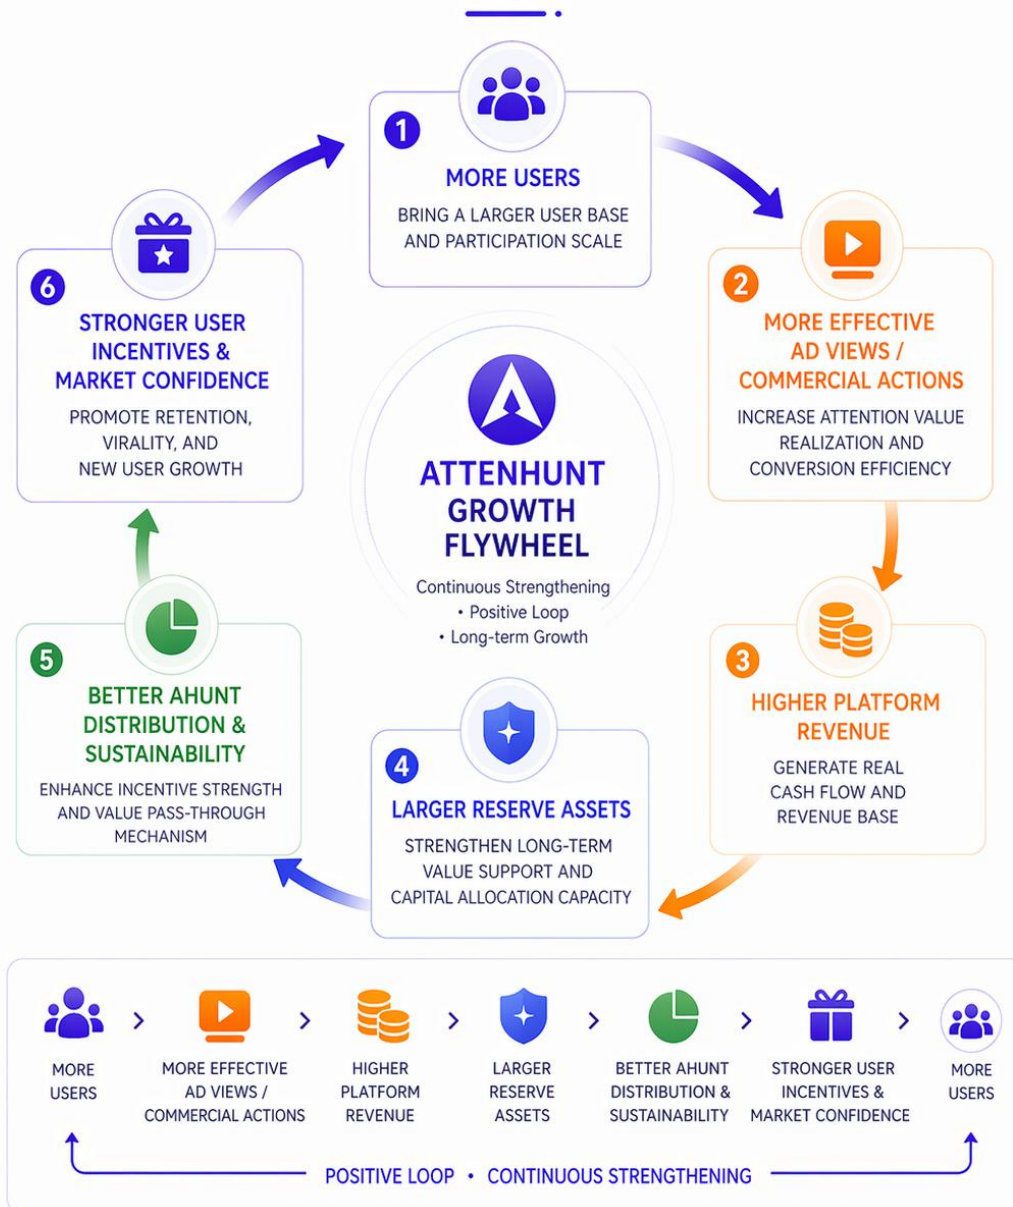 1
MORE USERS
BRING A LARGER USER BASE
AND PARTICIPATION SCALE
2
MORE EFFECTIVE
AD VIEWS /
COMMERCIAL ACTIONS
INCREASE ATTENTION VALUE
REALIZATION AND
CONVERSION EFFICIENCY
3
HIGHER PLATFORM
REVENUE
GENERATE REAL
CASH FLOW AND
REVENUE BASE
4
LARGER RESERVE ASSETS
STRENGTHEN LONG-TERM
VALUE SUPPORT AND
CAPITAL ALLOCATION CAPACITY
5
BETTER AHUNT
DISTRIBUTION &
SUSTAINABILITY
ENHANCE INCENTIVE STRENGTH
AND VALUE PASS-THROUGH
MECHANISM
6
STRONGER USER
INCENTIVES &
MARKET CONFIDENCE
PROMOTE RETENTION,
VIRALITY, AND
NEW USER GROWTH
ATTENHUNT
GROWTH
FLYWHEEL
Continuous Strengthening
• Positive Loop
• Long-term Growth
MORE
USERS
MORE EFFECTIVE
AD VIEWS /
COMMERCIAL ACTIONS
HIGHER
PLATFORM
REVENUE
LARGER
RESERVE
ASSETS
BETTER AHUNT
DISTRIBUTION &
SUSTAINABILITY
STRONGER USER
INCENTIVES &
MARKET CONFIDENCE
MORE
USERS
POSITIVE LOOP • CONTINUOUS STRENGTHENING